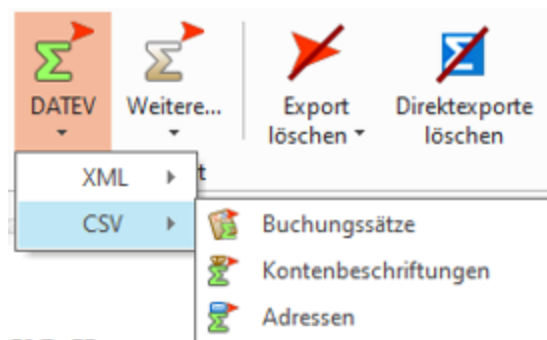 DATEV Weitere... Export löschen Direktexporte löschen
t
XML
CSV
Buchungssätze
Kontenbeschriftungen
Adressen